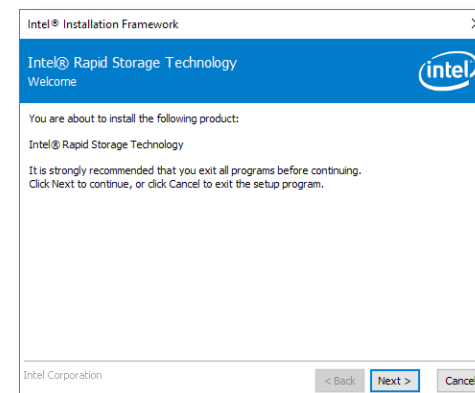 Intel® Installation Framework
Intel® Rapid Storage Technology
Welcome
intel
You are about to install the following product:
Intel® Rapid Storage Technology
It is strongly recommended that you exit all programs before continuing.
Click Next to continue, or click Cancel to exit the setup program.
Intel Corporation
< Back Next > Cancel